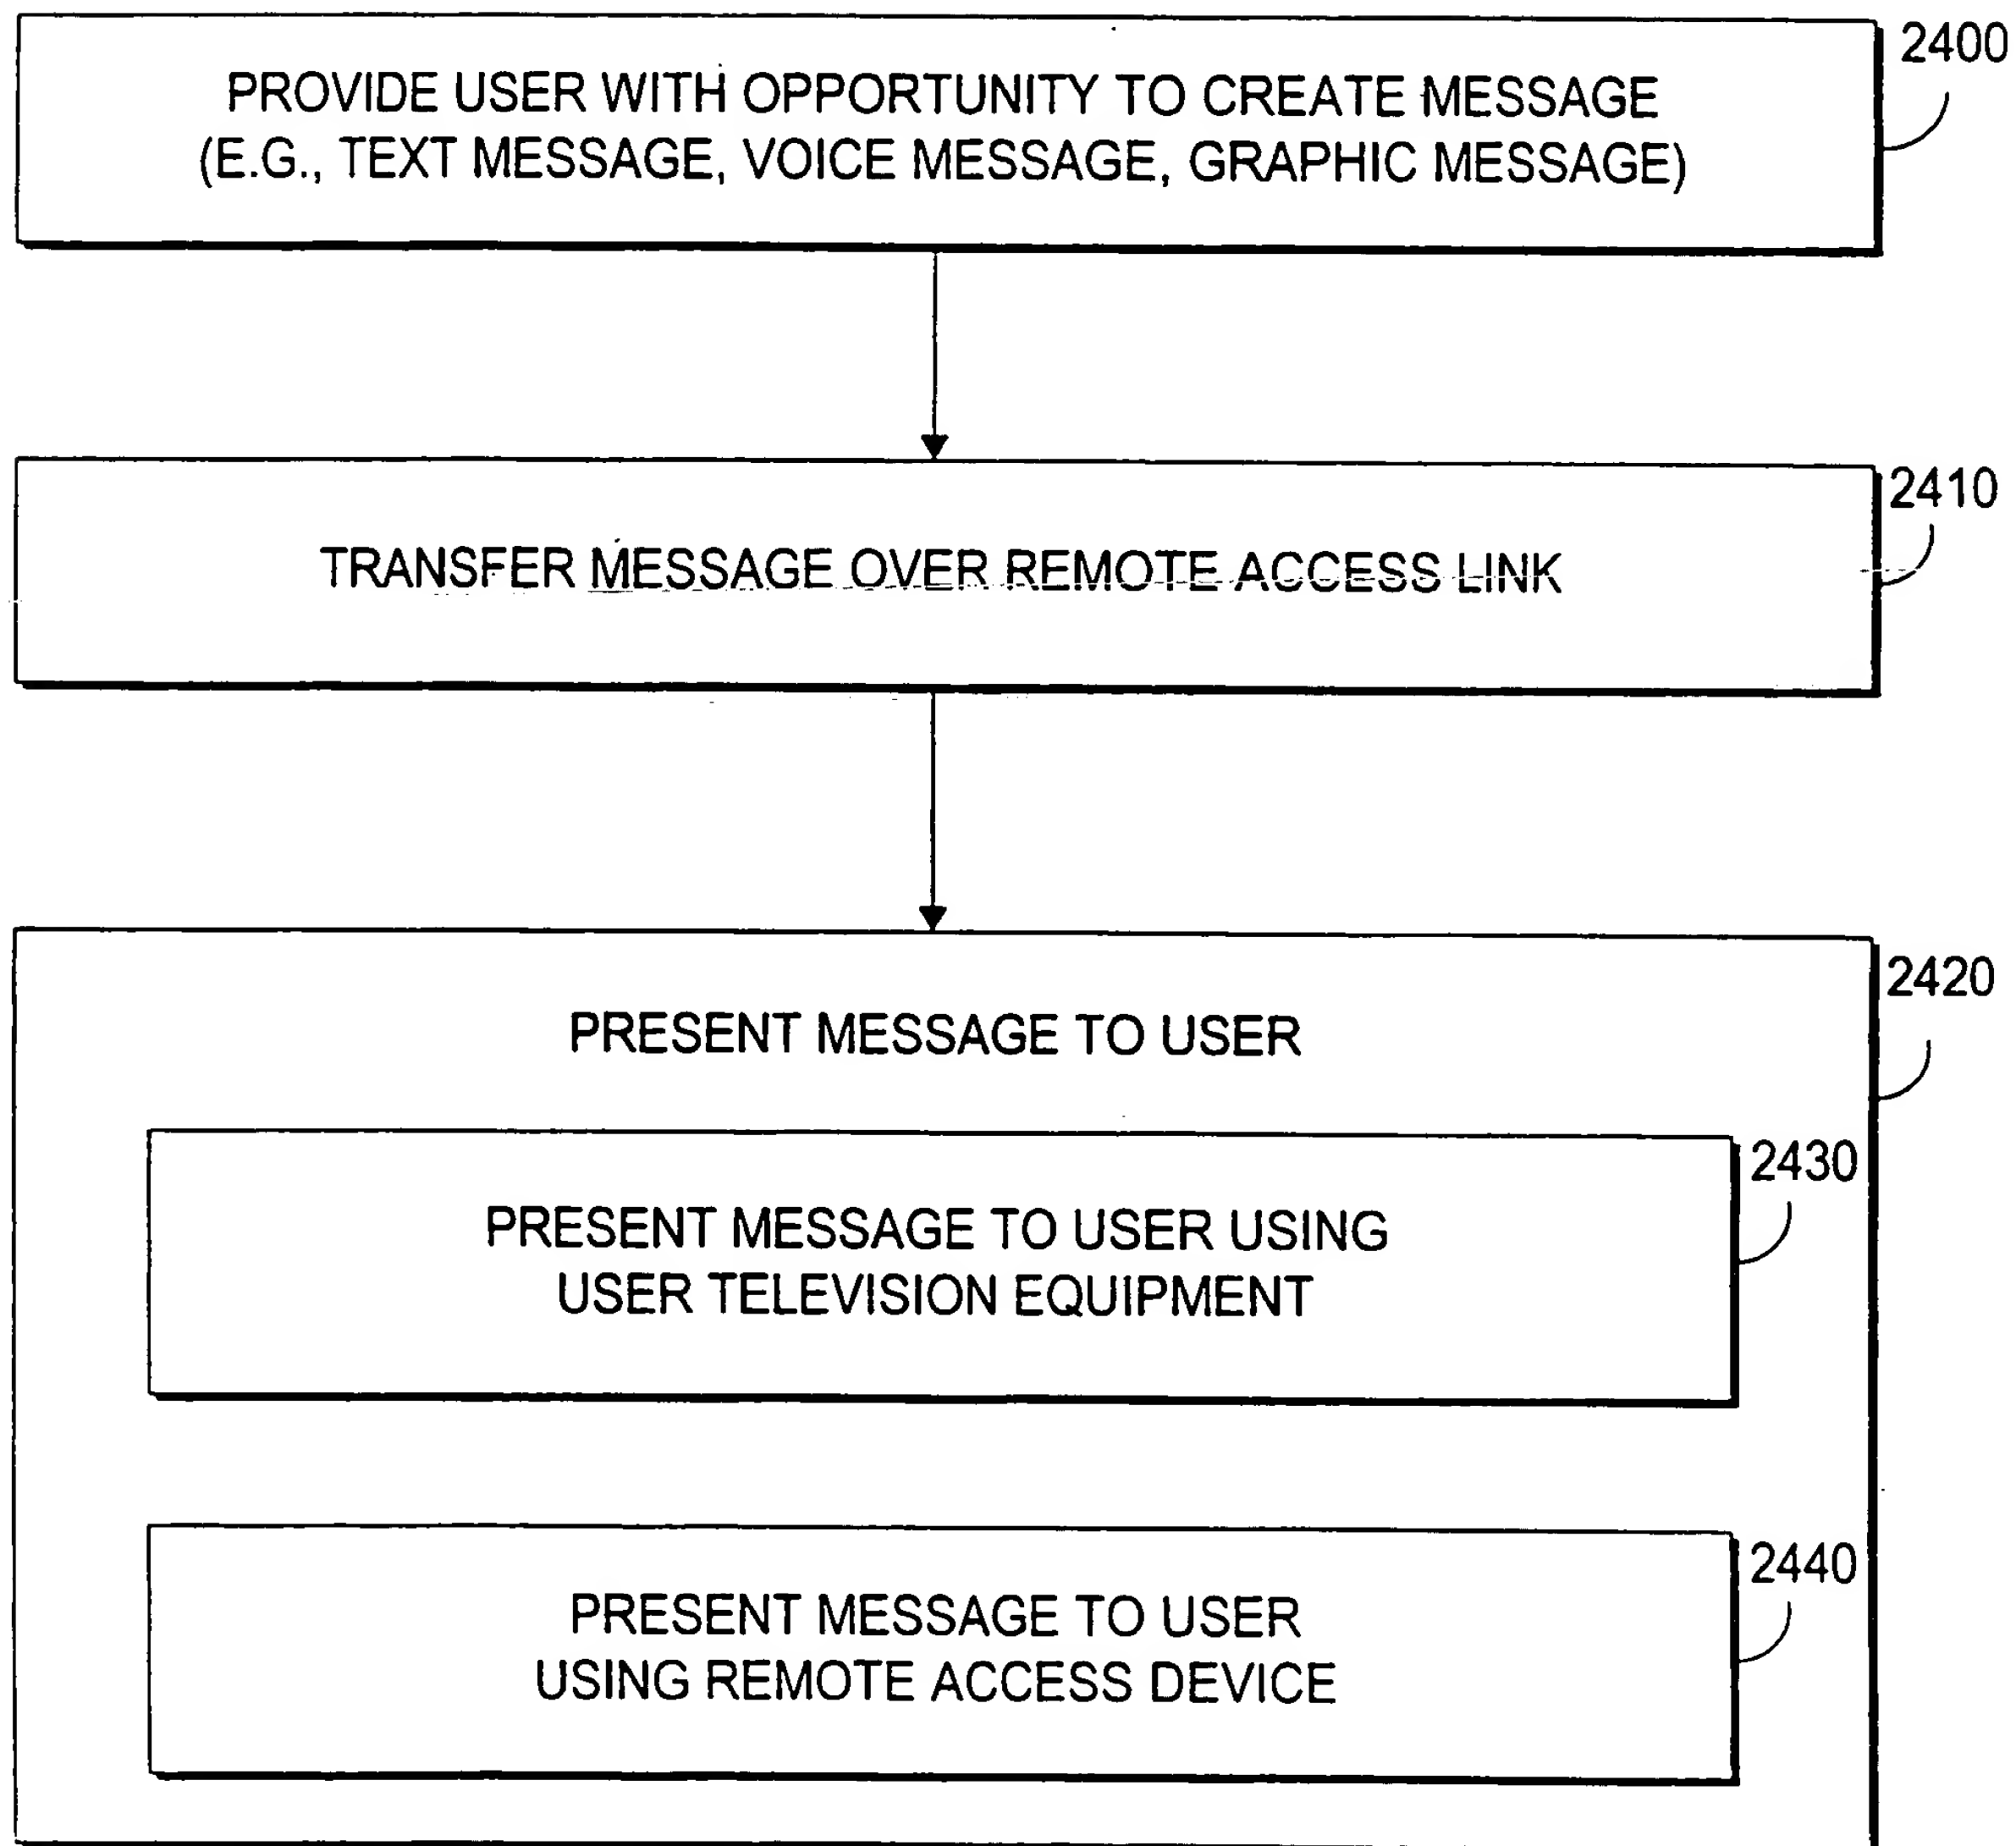 2400
PROVIDE USER WITH OPPORTUNITY TO CREATE MESSAGE
(E.G., TEXT MESSAGE, VOICE MESSAGE, GRAPHIC MESSAGE)
2410
TRANSFER MESSAGE OVER REMOTE ACCESS LINK
2420
PRESENT MESSAGE TO USER
2430
PRESENT MESSAGE TO USER USING
USER TELEVISION EQUIPMENT
2440
PRESENT MESSAGE TO USER
USING REMOTE ACCESS DEVICE